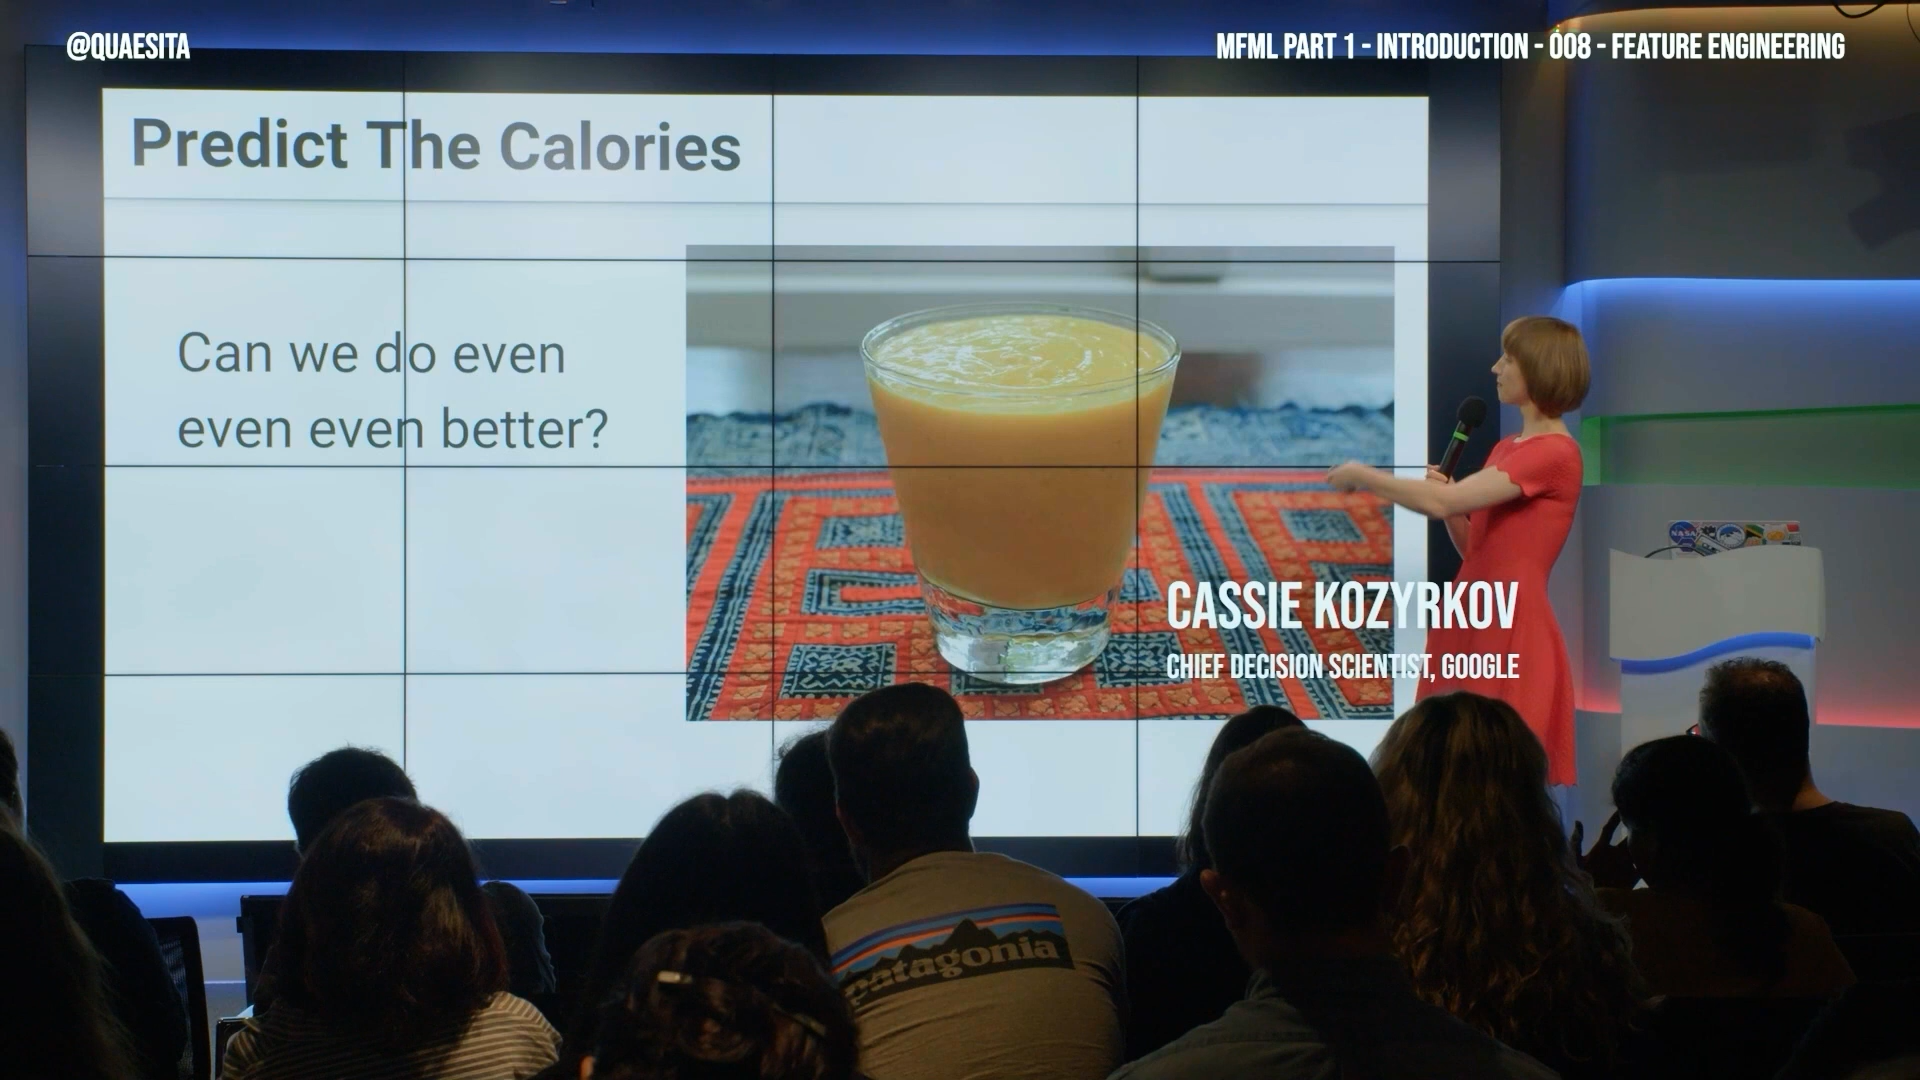 @QUAESITA
MFML PART 1 - INTRODUCTION - 008 - FEATURE ENGINEERING
Predict The Calories
Can we do even
even even better?
CASSIE KOZYRKOV
CHIEF DECISION SCIENTIST, GOOGLE
NASA
patagonia